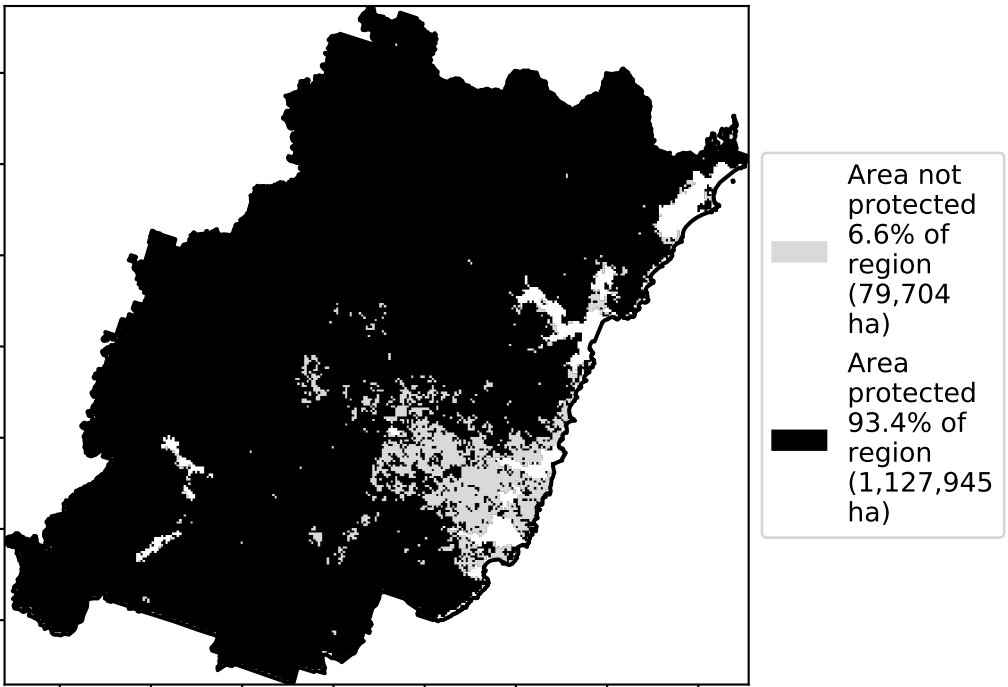 Area not
protected
6.6% of
region
(79,704
ha)
Area
protected
93.4% of
region
(1,127,945
ha)